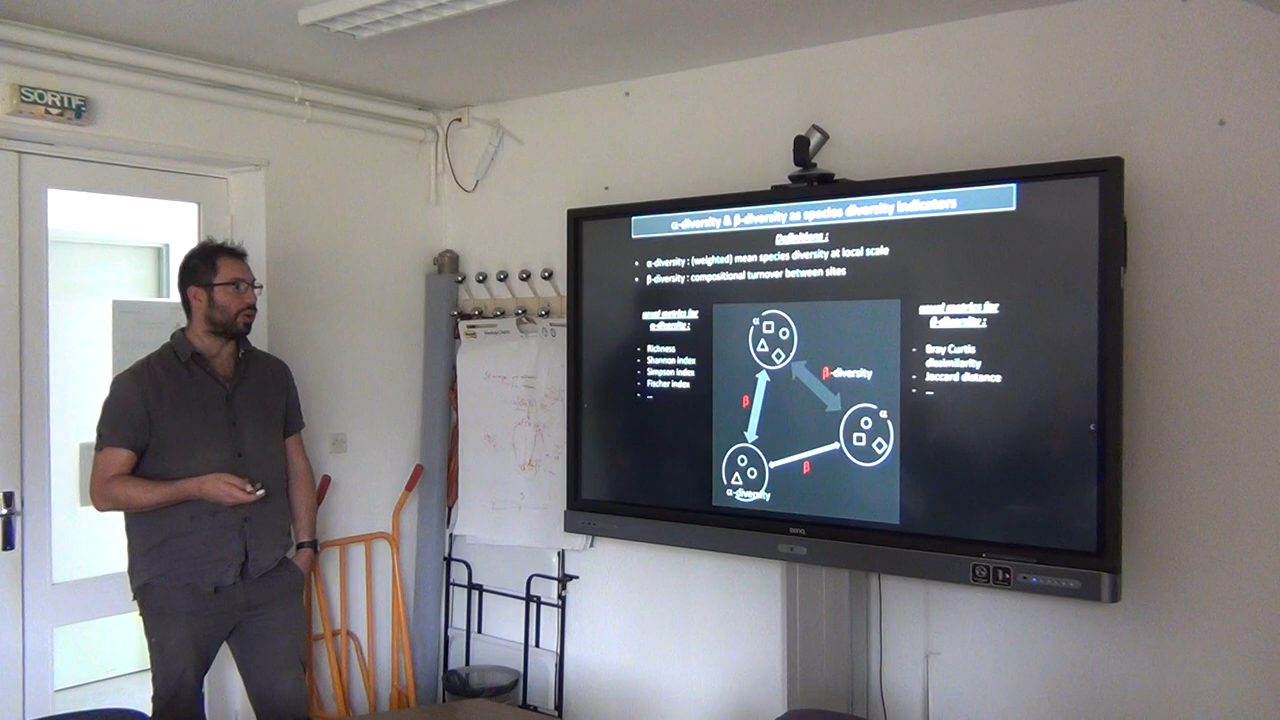 SORTIE
α-diversity & β-diversity as species diversity indicators
Definitions :
• α-diversity : (weighted) mean species diversity at local scale
• β-diversity : compositional turnover between sites
usual metrics for
α-diversity :
- Richness
- Shannon index
- Simpson index
- Fischer index
- ...
α
β-diversity
β
α
β
α-diversity
usual metrics for
β-diversity :
- Bray Curtis
dissimilarity
- Jaccard distance
- ...
BenQ